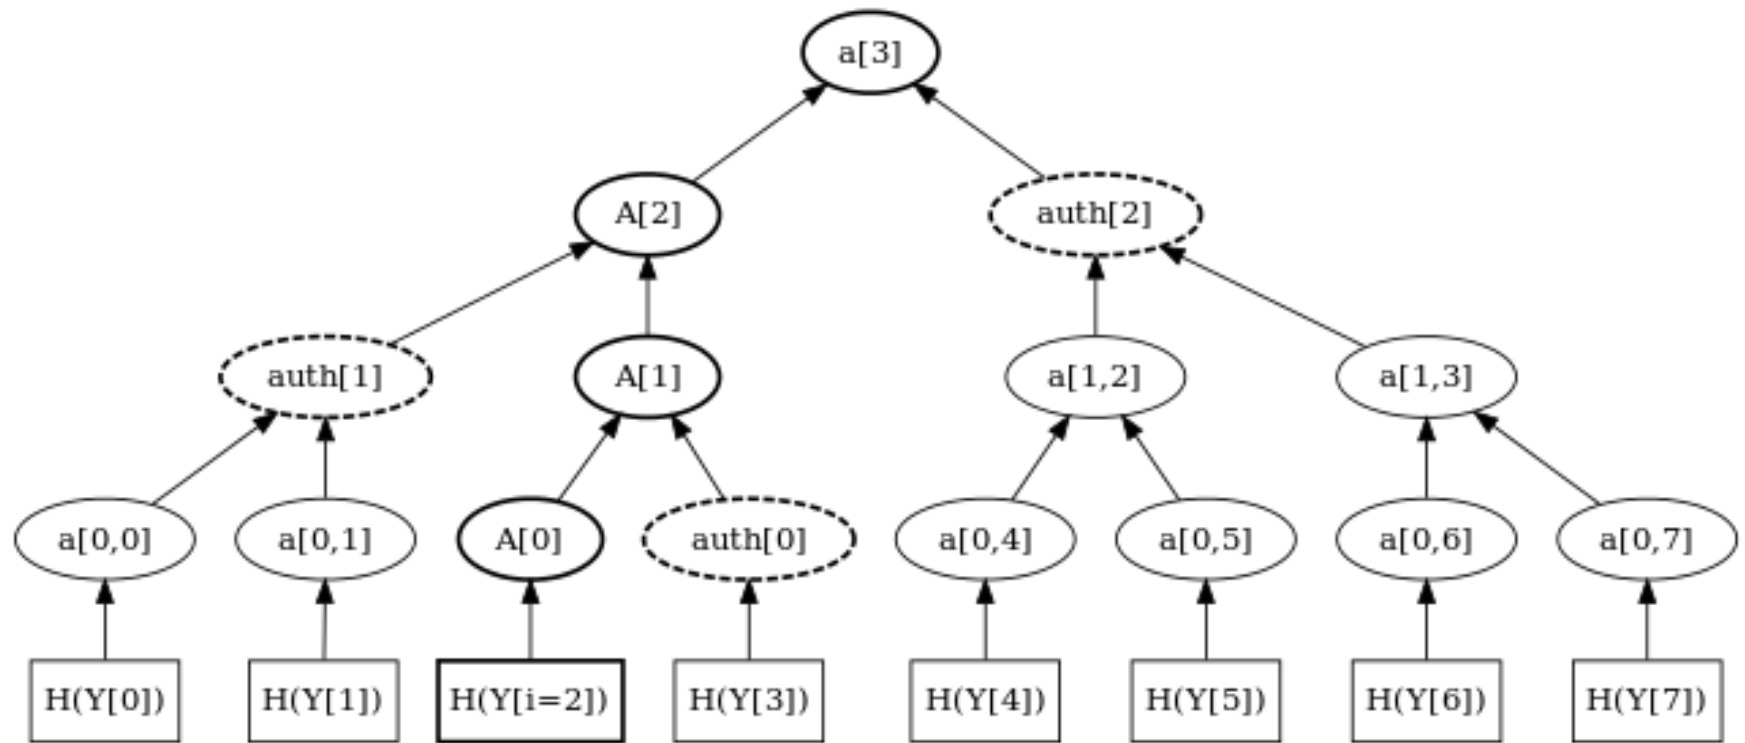 a[3]
A[2] auth[2]
auth[1] A[1] a[1,2] a[1,3]
a[0,0] a[0,1] A[0] auth[0] a[0,4] a[0,5] a[0,6] a[0,7]
H(Y[0]) H(Y[1]) H(Y[i=2]) H(Y[3]) H(Y[4]) H(Y[5]) H(Y[6]) H(Y[7])